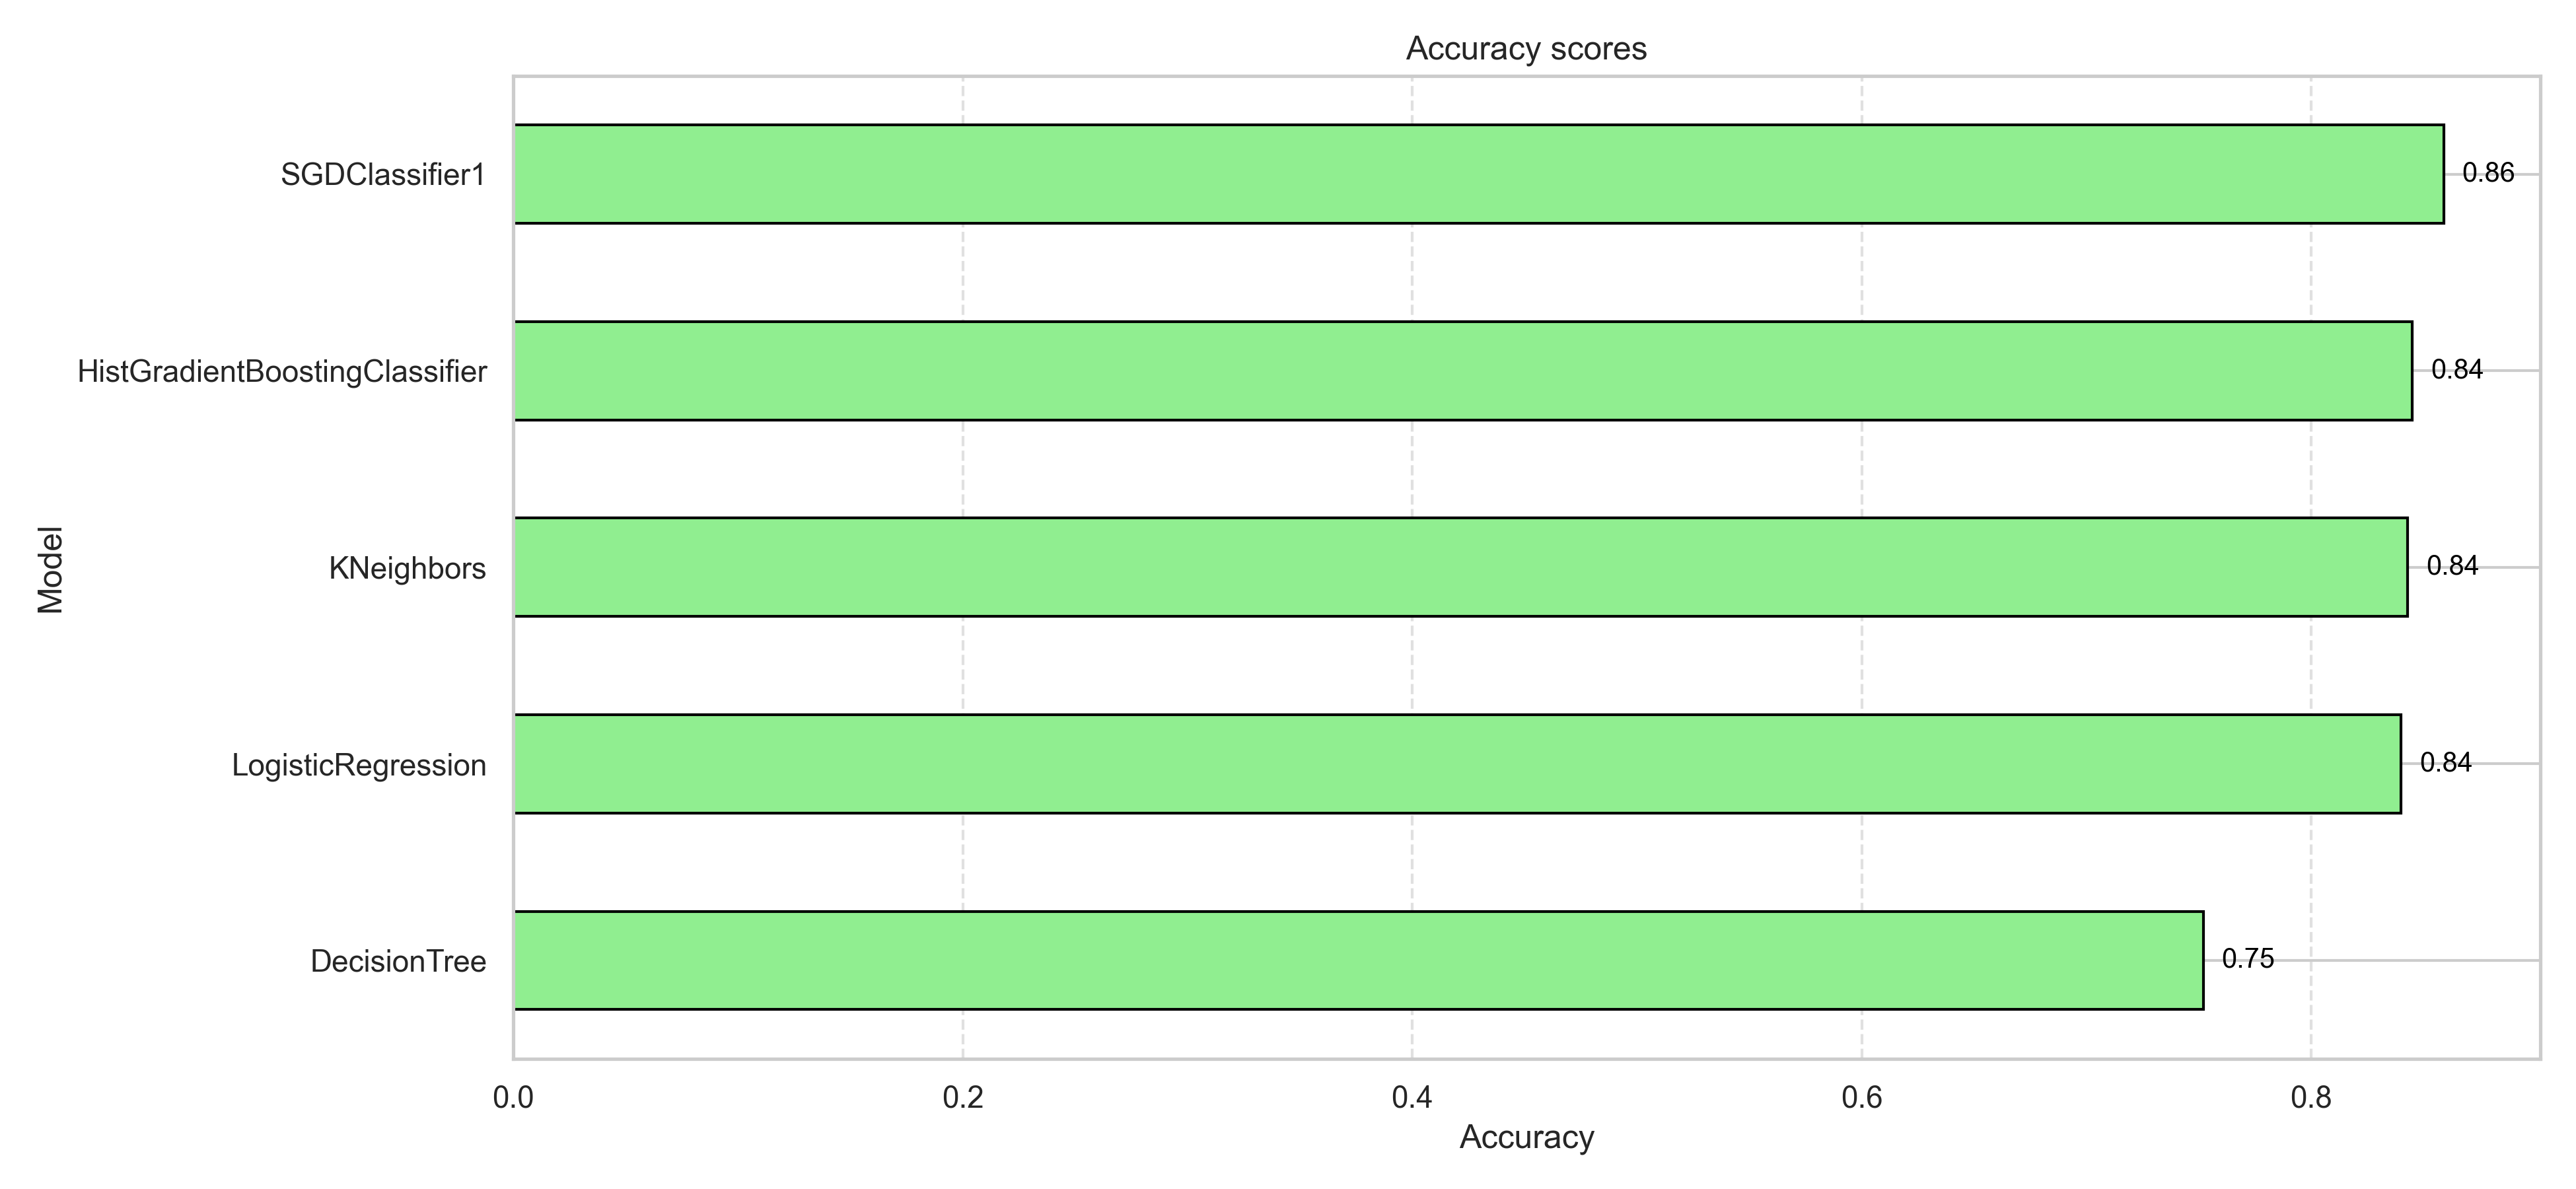 Accuracy scores
SGDClassifier1
0.86
HistGradientBoostingClassifier
0.84
KNeighbors
0.84
Model
LogisticRegression
0.84
DecisionTree
0.75
0.0 0.2 0.4 0.6 0.8
Accuracy